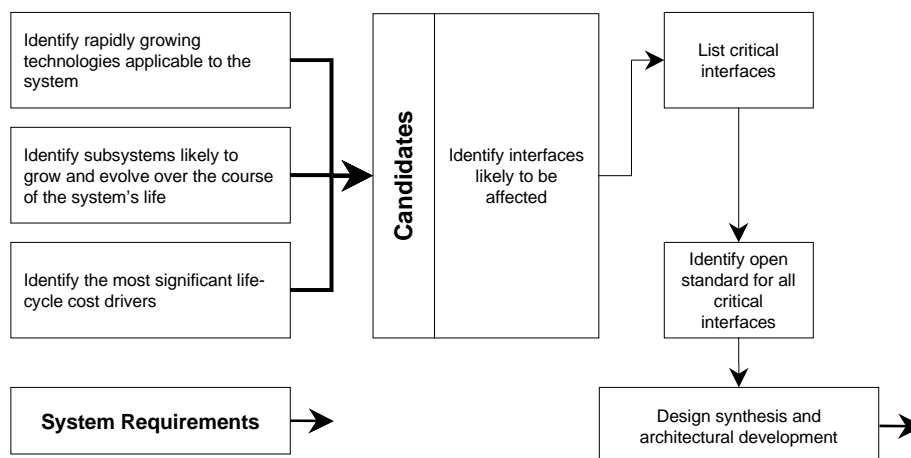 Identify rapidly growing
technologies applicable to the
system
Identify subsystems likely to
grow and evolve over the course
of the system’s life
Identify the most significant life-
cycle cost drivers
System Requirements
Candidates
Identify interfaces
likely to be
affected
List critical
interfaces
Identify open
standard for all
critical
interfaces
Design synthesis and
architectural development